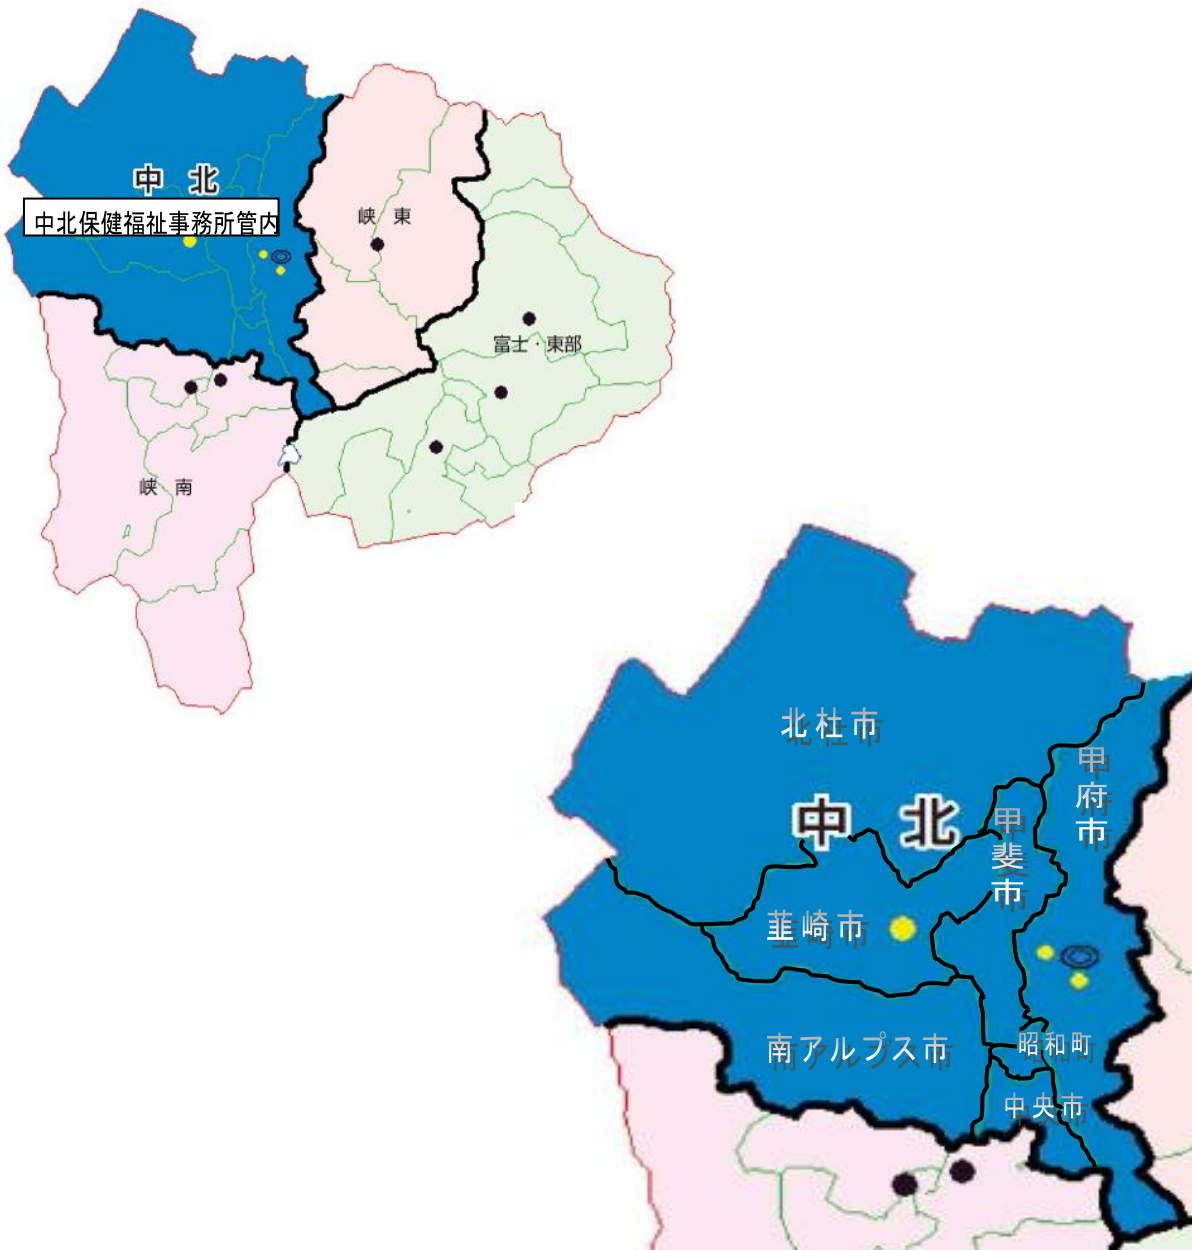 中 北
中北保健福祉事務所管内
峡 東
富士・東部
峡 南
北杜市
甲府市
中 北
甲斐市
韮崎市
南アルプス市
昭和町
中央市